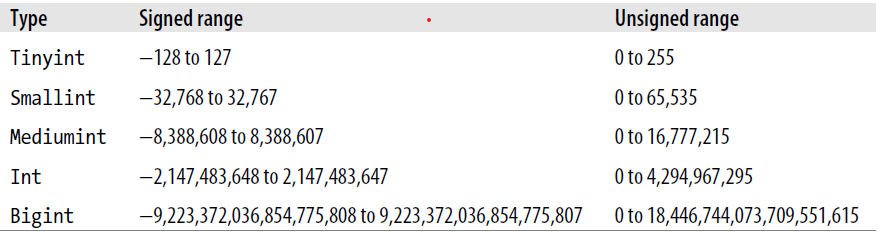 Type Signed range Unsigned range
Tinyint −128 to 127 0 to 255
Smallint −32,768 to 32,767 0 to 65,535
Mediumint −8,388,608 to 8,388,607 0 to 16,777,215
Int −2,147,483,648 to 2,147,483,647 0 to 4,294,967,295
Bigint −9,223,372,036,854,775,808 to 9,223,372,036,854,775,807 0 to 18,446,744,073,709,551,615